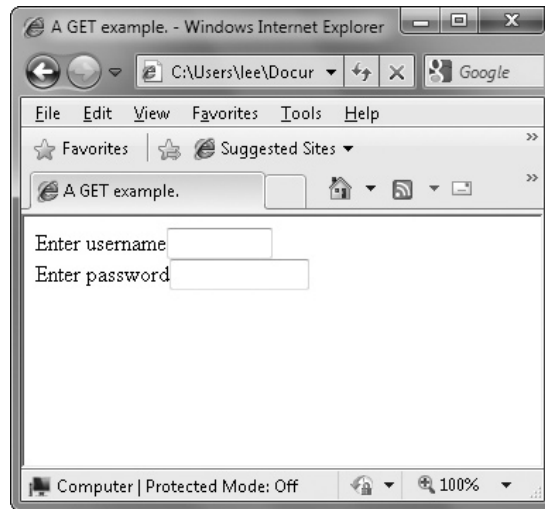 A GET example. - Windows Internet Explorer
C:\Users\lee\Docur
Google
File Edit View Favorites Tools Help
Favorites Suggested Sites
A GET example.
Enter username
Enter password
Computer | Protected Mode: Off 100%